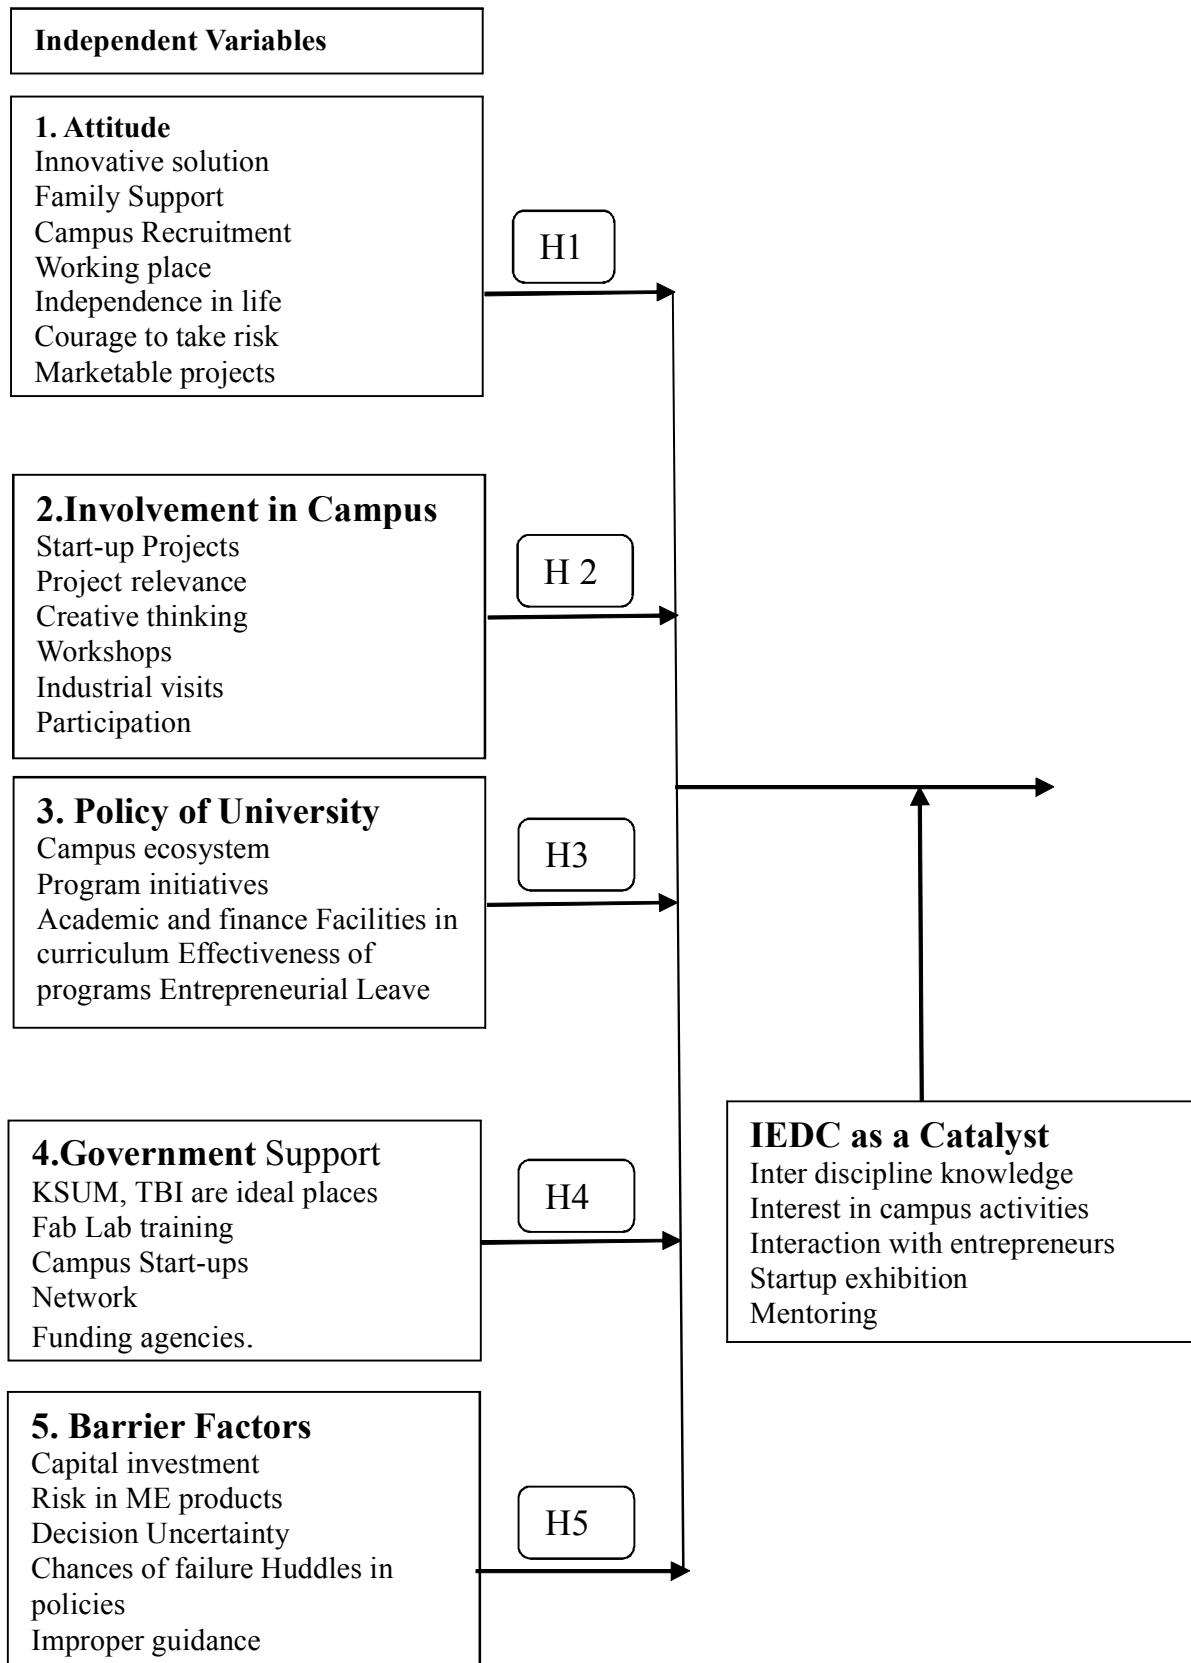 Independent Variables
1. Attitude
Innovative solution
Family Support
Campus Recruitment
Working place
Independence in life
Courage to take risk
Marketable projects
H1
2.Involvement in Campus
Start-up Projects
Project relevance
Creative thinking
Workshops
Industrial visits
Participation
H 2
3. Policy of University
Campus ecosystem
Program initiatives
Academic and finance Facilities in
curriculum Effectiveness of
programs Entrepreneurial Leave
H3
4.Government Support
KSUM, TBI are ideal places
Fab Lab training
Campus Start-ups
Network
Funding agencies.
H4
IEDC as a Catalyst
Inter discipline knowledge
Interest in campus activities
Interaction with entrepreneurs
Startup exhibition
Mentoring
5. Barrier Factors
Capital investment
Risk in ME products
Decision Uncertainty
Chances of failure Huddles in
policies
Improper guidance
H5